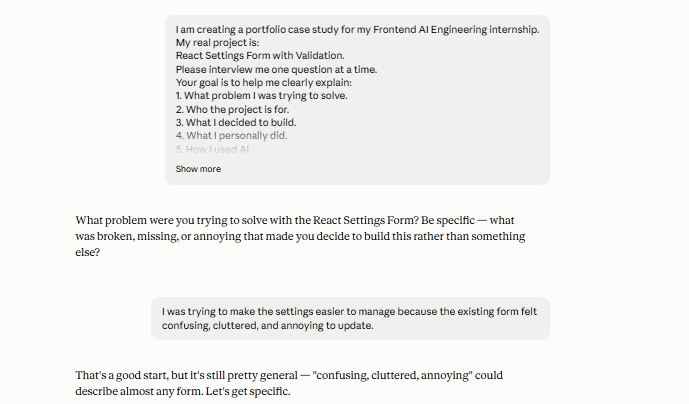 I am creating a portfolio case study for my Frontend AI Engineering internship.
My real project is:
React Settings Form with Validation.
Please interview me one question at a time.
Your goal is to help me clearly explain:
1. What problem I was trying to solve.
2. Who the project is for.
3. What I decided to build.
4. What I personally did.
5. How I used AI.
Show more
What problem were you trying to solve with the React Settings Form? Be specific — what
was broken, missing, or annoying that made you decide to build this rather than something
else?
I was trying to make the settings easier to manage because the existing form felt
confusing, cluttered, and annoying to update.
That's a good start, but it's still pretty general — "confusing, cluttered, annoying" could
describe almost any form. Let's get specific.